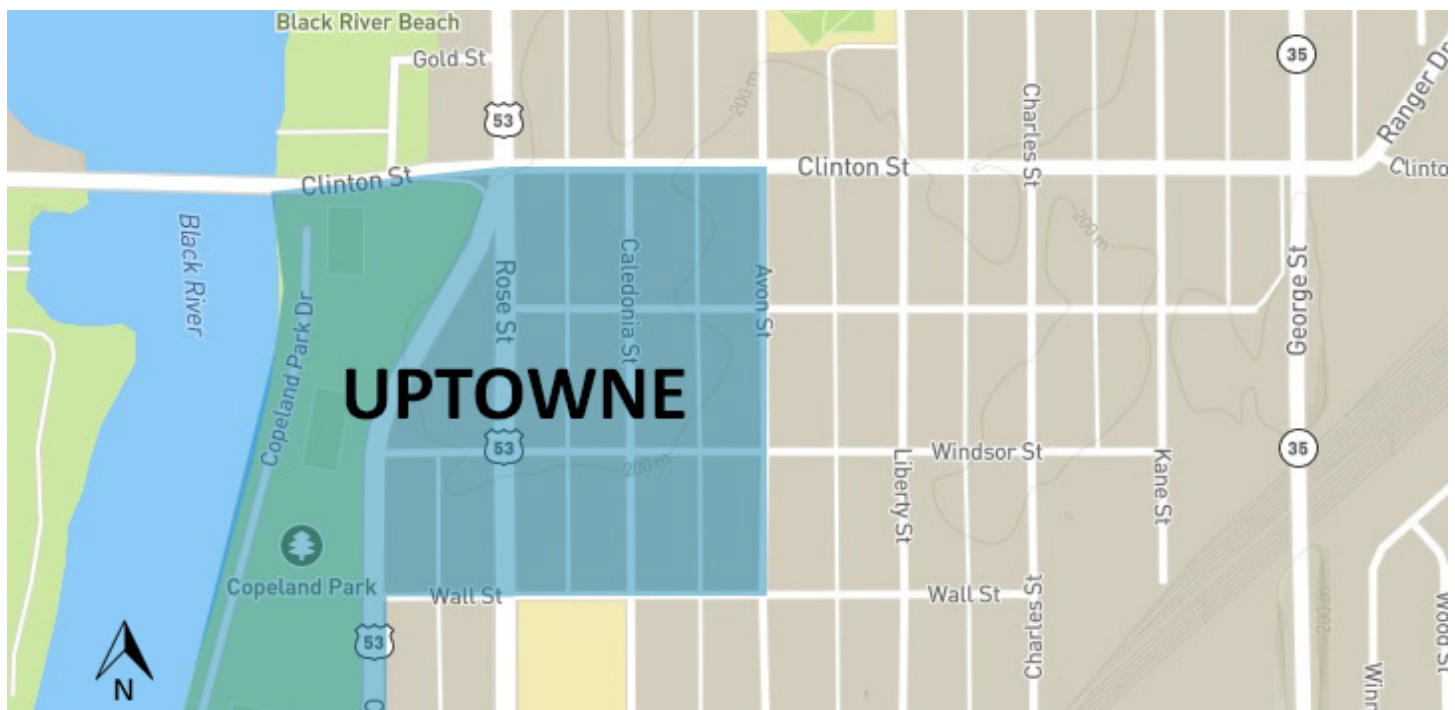 Black River Beach
Gold St
53
35
Ranger Dr
200 m
Charles St
Clinton St
Clinton St
Clinto
200 m
Black River
Rose St
Caledonia St
Avon St
George St
Copeland Park Dr
UPTOWNE
53
200 m
Windsor St
35
Liberty St
Kane St
Copeland Park
Wall St
Wall St
Charles St
200 m
Wood St
53
N
C
Winn